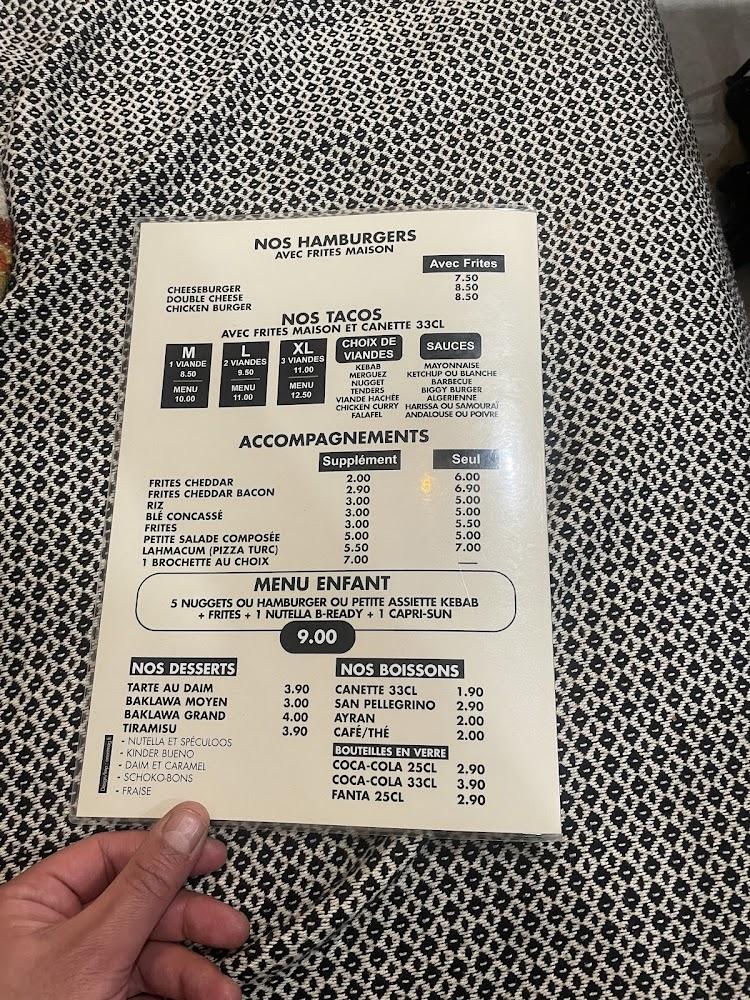 NOS HAMBURGERS
AVEC FRITES MAISON
Avec Frites
CHEESEBURGER 7.50
DOUBLE CHEESE 8.50
CHICKEN BURGER 8.50
NOS TACOS
AVEC FRITES MAISON ET CANETTE 33CL
M
1 VIANDE
8.50
MENU
10.00
L
2 VIANDES
9.50
MENU
11.00
XL
3 VIANDES
11.00
MENU
12.50
CHOIX DE
VIANDES
KEBAB
MERGUEZ
NUGGET
TENDERS
VIANDE HACHÉE
CHICKEN CURRY
FALAFEL
SAUCES
MAYONNAISE
KETCHUP OU BLANCHE
BARBECUE
BIGGY BURGER
ALGERIENNE
HARISSA OU SAMOURAÏ
ANDALOUSE OU POIVRE
ACCOMPAGNEMENTS
Supplément Seul
FRITES CHEDDAR 2.00 6.00
FRITES CHEDDAR BACON 2.90 6.90
RIZ 3.00 5.00
BLÉ CONCASSÉ 3.00 5.00
FRITES 3.00 5.50
PETITE SALADE COMPOSÉE 5.00 5.00
LAHMACUM (PIZZA TURC) 5.50 7.00
1 BROCHETTE AU CHOIX 7.00 —
MENU ENFANT
5 NUGGETS OU HAMBURGER OU PETITE ASSIETTE KEBAB
+ FRITES + 1 NUTELLA B-READY + 1 CAPRI-SUN
9.00
NOS DESSERTS
TARTE AU DAIM 3.90
BAKLAWA MOYEN 3.00
BAKLAWA GRAND 4.00
TIRAMISU 3.90
- NUTELLA ET SPÉCULOOS
- KINDER BUENO
- DAIM ET CARAMEL
- SCHOKO-BONS
- FRAISE
NOS BOISSONS
CANETTE 33CL 1.90
SAN PELLEGRINO 2.90
AYRAN 2.00
CAFÉ/THÉ 2.00
BOUTEILLES EN VERRE
COCA-COLA 25CL 2.90
COCA-COLA 33CL 3.90
FANTA 25CL 2.90